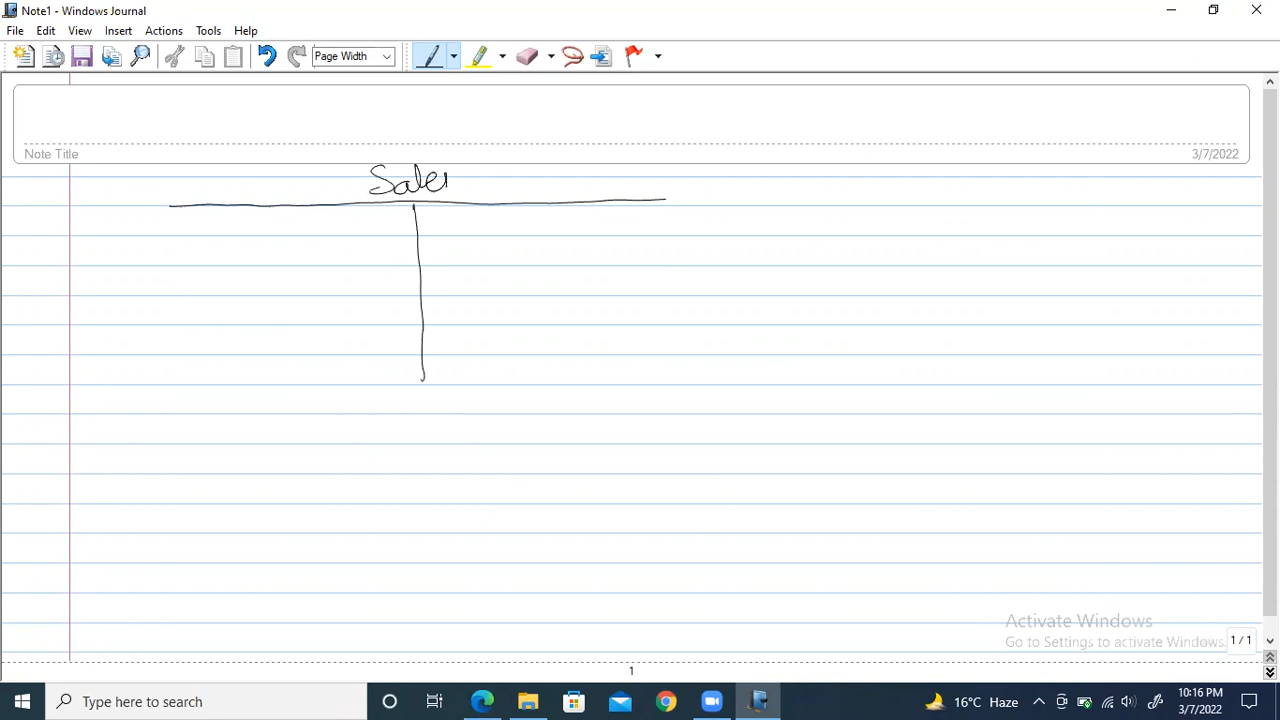 Note1 - Windows Journal
File Edit View Insert Actions Tools Help
Page Width
Note Title
3/7/2022
Sales
Activate Windows
Go to Settings to activate Windows.
1 / 1
1
Type here to search
16°C Haze
10:16 PM
3/7/2022